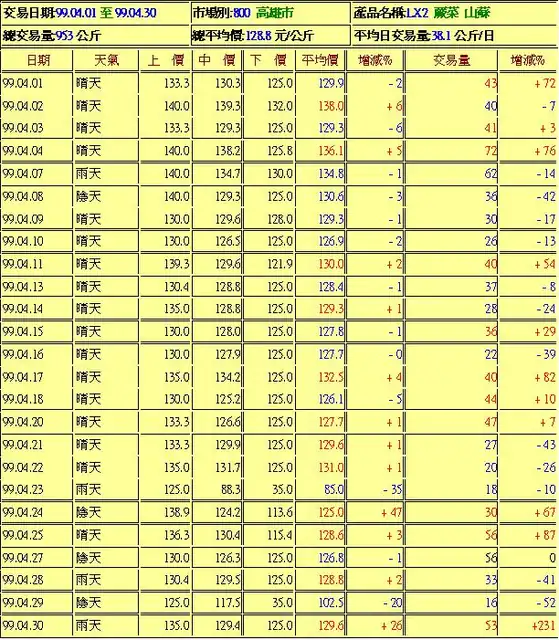 交易日期:99.04.01 至 99.04.30 市場別:800 高雄市 產品名稱:LX2 蕨菜 山蘇
總交易量:953 公斤 總平均價:128.8 元/公斤 平均日交易量:38.1 公斤/日
日期 天氣 上 價 中 價 下 價 平均價 增減% 交易量 增減%
99.04.01 晴天 133.3 130.3 125.0 129.9 - 2 43 + 72
99.04.02 晴天 140.0 139.3 132.0 138.0 + 6 40 - 7
99.04.03 晴天 133.3 129.3 125.0 129.3 - 6 41 + 3
99.04.04 晴天 140.0 138.2 125.8 136.1 + 5 72 + 76
99.04.07 雨天 140.0 134.7 130.0 134.8 - 1 62 - 14
99.04.08 陰天 140.0 129.3 125.0 130.6 - 3 36 -42
99.04.09 晴天 130.0 129.6 128.0 129.3 - 1 30 - 17
99.04.10 晴天 130.0 126.5 125.0 126.9 - 2 26 - 13
99.04.11 晴天 139.3 129.6 121.9 130.0 + 2 40 + 54
99.04.13 晴天 130.4 128.8 125.0 128.4 - 1 37 - 8
99.04.14 晴天 135.0 128.8 125.0 129.3 + 1 28 - 24
99.04.15 晴天 130.0 128.0 125.0 127.8 - 1 36 + 29
99.04.16 晴天 130.0 127.9 125.0 127.7 - 0 22 - 39
99.04.17 晴天 135.0 134.2 125.0 132.5 + 4 40 + 82
99.04.18 晴天 130.0 125.2 125.0 126.1 - 5 44 + 10
99.04.20 晴天 133.3 126.6 125.0 127.7 + 1 47 + 7
99.04.21 晴天 133.3 129.9 125.0 129.6 + 1 27 -43
99.04.22 晴天 135.0 131.7 125.0 131.0 + 1 20 - 26
99.04.23 雨天 125.0 88.3 35.0 85.0 - 35 18 - 10
99.04.24 陰天 138.9 124.2 113.6 125.0 + 47 30 + 67
99.04.25 晴天 136.3 130.4 115.4 128.6 + 3 56 + 87
99.04.27 陰天 130.0 126.3 125.0 126.8 - 1 56 0
99.04.28 雨天 130.4 129.5 125.0 128.8 + 2 33 -41
99.04.29 陰天 125.0 117.5 35.0 102.5 - 20 16 - 52
99.04.30 雨天 135.0 129.4 125.0 129.6 + 26 53 +231